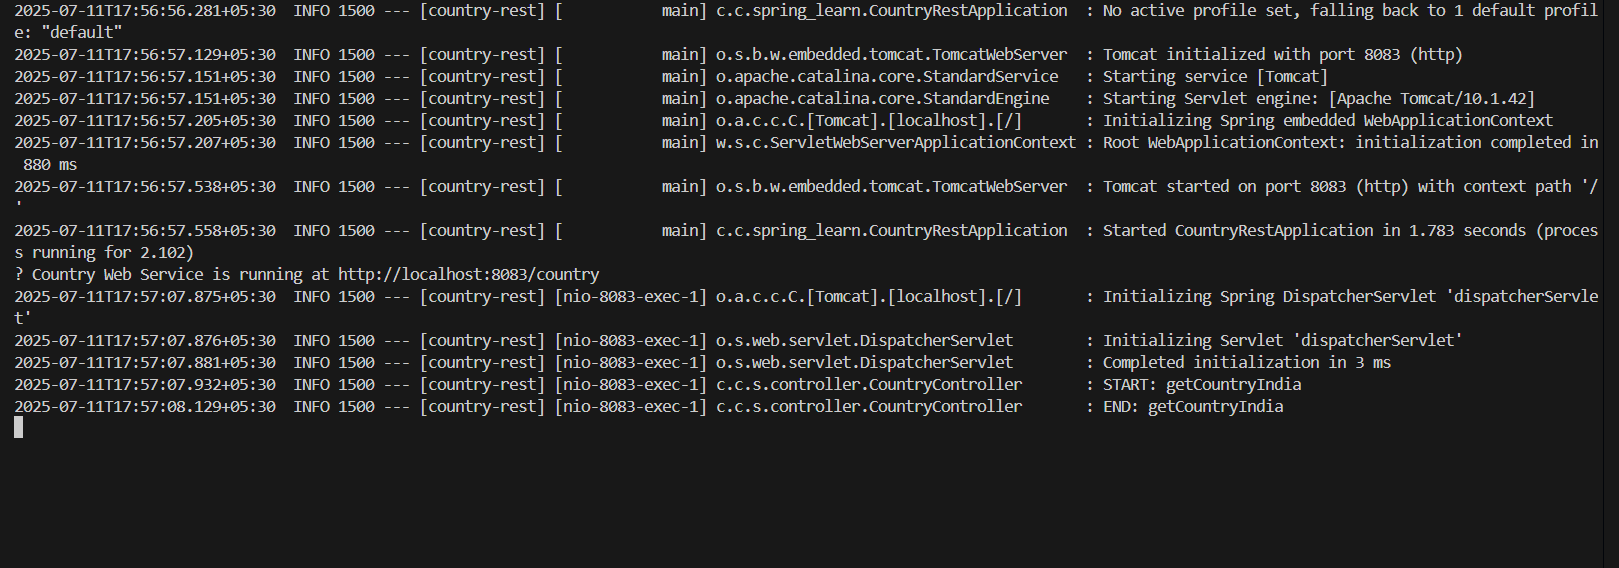 2025-07-11T17:56:56.281+05:30  INFO 1500 --- [country-rest] [           main] c.c.spring_learn.CountryRestApplication  : No active profile set, falling back to 1 default profil
e: "default"
2025-07-11T17:56:57.129+05:30  INFO 1500 --- [country-rest] [           main] o.s.b.w.embedded.tomcat.TomcatWebServer  : Tomcat initialized with port 8083 (http)
2025-07-11T17:56:57.151+05:30  INFO 1500 --- [country-rest] [           main] o.apache.catalina.core.StandardService   : Starting service [Tomcat]
2025-07-11T17:56:57.151+05:30  INFO 1500 --- [country-rest] [           main] o.apache.catalina.core.StandardEngine    : Starting Servlet engine: [Apache Tomcat/10.1.42]
2025-07-11T17:56:57.205+05:30  INFO 1500 --- [country-rest] [           main] o.a.c.c.C.[Tomcat].[localhost].[/]       : Initializing Spring embedded WebApplicationContext
2025-07-11T17:56:57.207+05:30  INFO 1500 --- [country-rest] [           main] w.s.c.ServletWebServerApplicationContext : Root WebApplicationContext: initialization completed in
 880 ms
2025-07-11T17:56:57.538+05:30  INFO 1500 --- [country-rest] [           main] o.s.b.w.embedded.tomcat.TomcatWebServer  : Tomcat started on port 8083 (http) with context path '/
'
2025-07-11T17:56:57.558+05:30  INFO 1500 --- [country-rest] [           main] c.c.spring_learn.CountryRestApplication  : Started CountryRestApplication in 1.783 seconds (proces
s running for 2.102)
? Country Web Service is running at http://localhost:8083/country
2025-07-11T17:57:07.875+05:30  INFO 1500 --- [country-rest] [nio-8083-exec-1] o.a.c.c.C.[Tomcat].[localhost].[/]       : Initializing Spring DispatcherServlet 'dispatcherServle
t'
2025-07-11T17:57:07.876+05:30  INFO 1500 --- [country-rest] [nio-8083-exec-1] o.s.web.servlet.DispatcherServlet        : Initializing Servlet 'dispatcherServlet'
2025-07-11T17:57:07.881+05:30  INFO 1500 --- [country-rest] [nio-8083-exec-1] o.s.web.servlet.DispatcherServlet        : Completed initialization in 3 ms
2025-07-11T17:57:07.932+05:30  INFO 1500 --- [country-rest] [nio-8083-exec-1] c.c.s.controller.CountryController       : START: getCountryIndia
2025-07-11T17:57:08.129+05:30  INFO 1500 --- [country-rest] [nio-8083-exec-1] c.c.s.controller.CountryController       : END: getCountryIndia